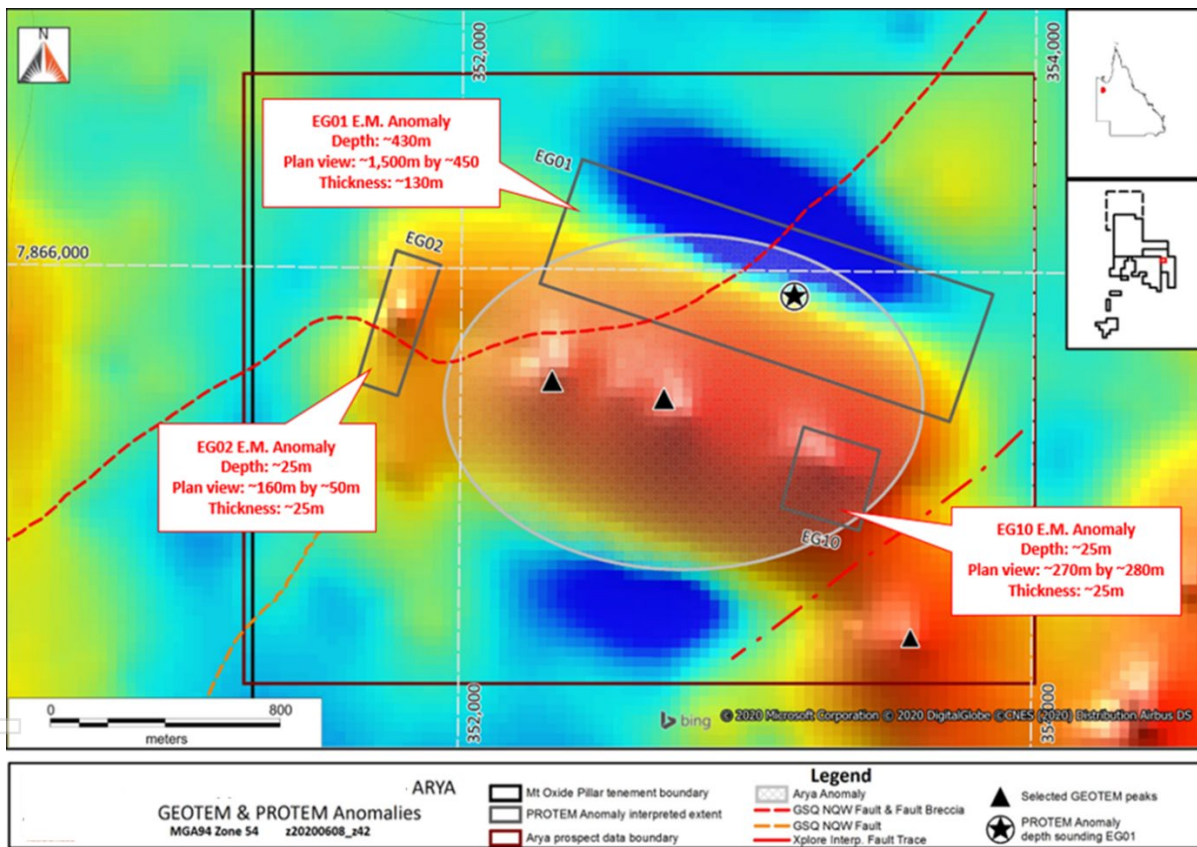 N
352,000
354,000
EG01 E.M. Anomaly
Depth: ~430m
Plan view: ~1,500m by ~450
Thickness: ~130m
EG01
EG02
7,866,000
EG02 E.M. Anomaly
Depth: ~25m
Plan view: ~160m by ~50m
Thickness: ~25m
EG10
EG10 E.M. Anomaly
Depth: ~25m
Plan view: ~270m by ~280m
Thickness: ~25m
0 800
meters
352,000
bing © 2020 Microsoft Corporation © 2020 DigitalGlobe ©CNES (2020) Distribution Airbus DS
ARYA
GEOTEM & PROTEM Anomalies
MGA94 Zone 54 z20200608_z42
Legend
Mt Oxide Pillar tenement boundary
PROTEM Anomaly interpreted extent
Arya prospect data boundary
Arya Anomaly
GSQ NQW Fault & Fault Breccia
GSQ NQW Fault
Xplore Interp. Fault Trace
Selected GEOTEM peaks
PROTEM Anomaly
depth sounding EG01